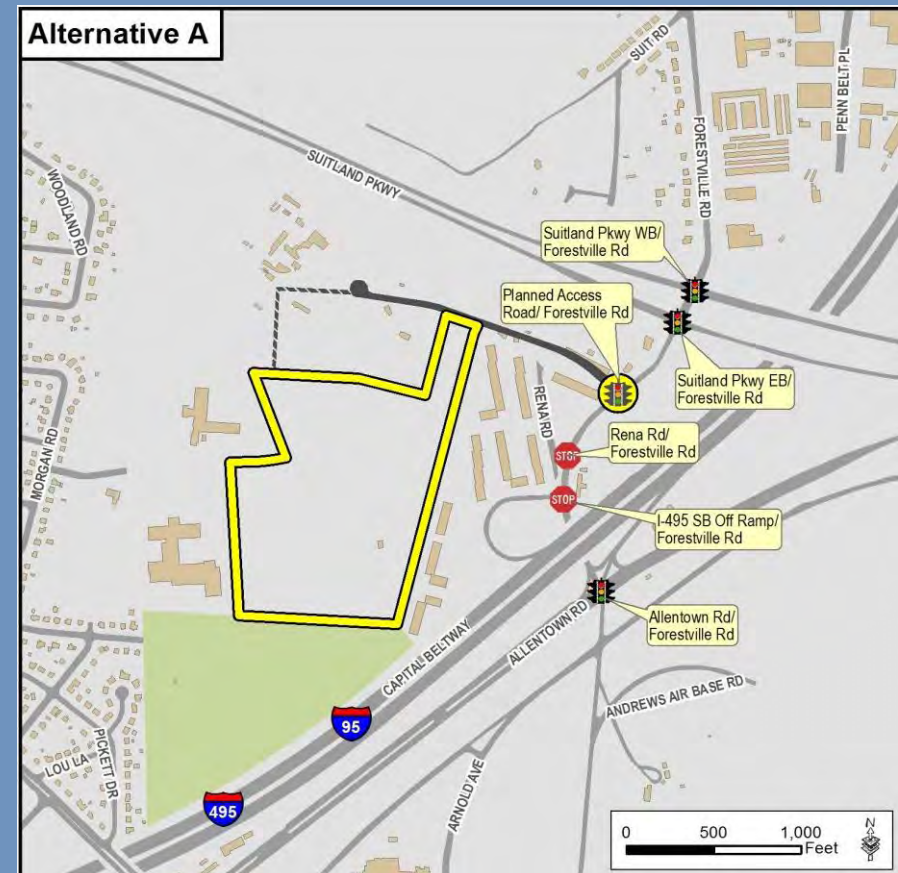 Alternative A
SUIT RD
PENN BELT PL
FORESTVILLE RD
SUITLAND PKWY
WOODLAND RD
Suitland Pkwy WB/
Forestville Rd
Planned Access
Road/ Forestville Rd
Suitland Pkwy EB/
Forestville Rd
RENA RD
Rena Rd/
Forestville Rd
STOP
MORGAN RD
STOP
I-495 SB Off Ramp/
Forestville Rd
Allentown Rd/
Forestville Rd
CAPITAL BELTWAY
ALLENTOWN RD
ANDREWS AIR BASE RD
95
PICKETT DR
LOU LA
495
ARNOLD AVE
N
0 500 1,000
Feet